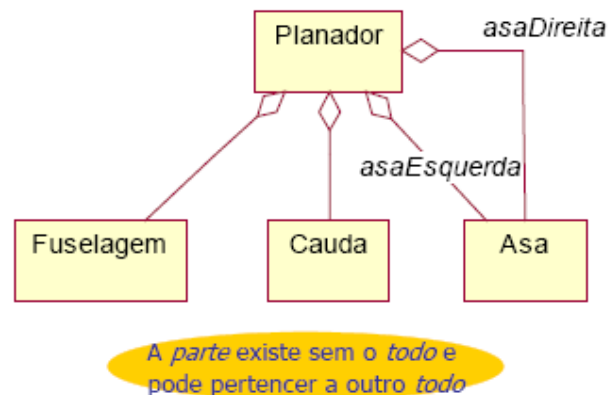 Planador
asaDireita
asaEsquerda
Fuselagem
Cauda
Asa
A parte existe sem o todo e
pode pertencer a outro todo